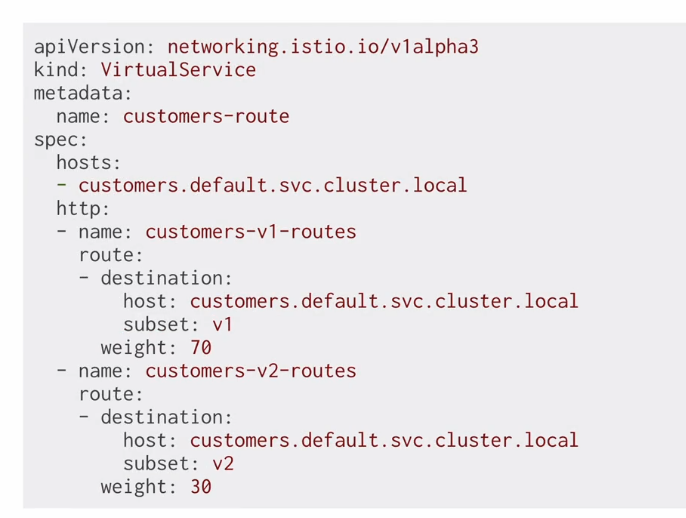 apiVersion: networking.istio.io/v1alpha3
kind: VirtualService
metadata:
  name: customers-route
spec:
  hosts:
  - customers.default.svc.cluster.local
  http:
  - name: customers-v1-routes
    route:
    - destination:
        host: customers.default.svc.cluster.local
        subset: v1
      weight: 70
  - name: customers-v2-routes
    route:
    - destination:
        host: customers.default.svc.cluster.local
        subset: v2
      weight: 30